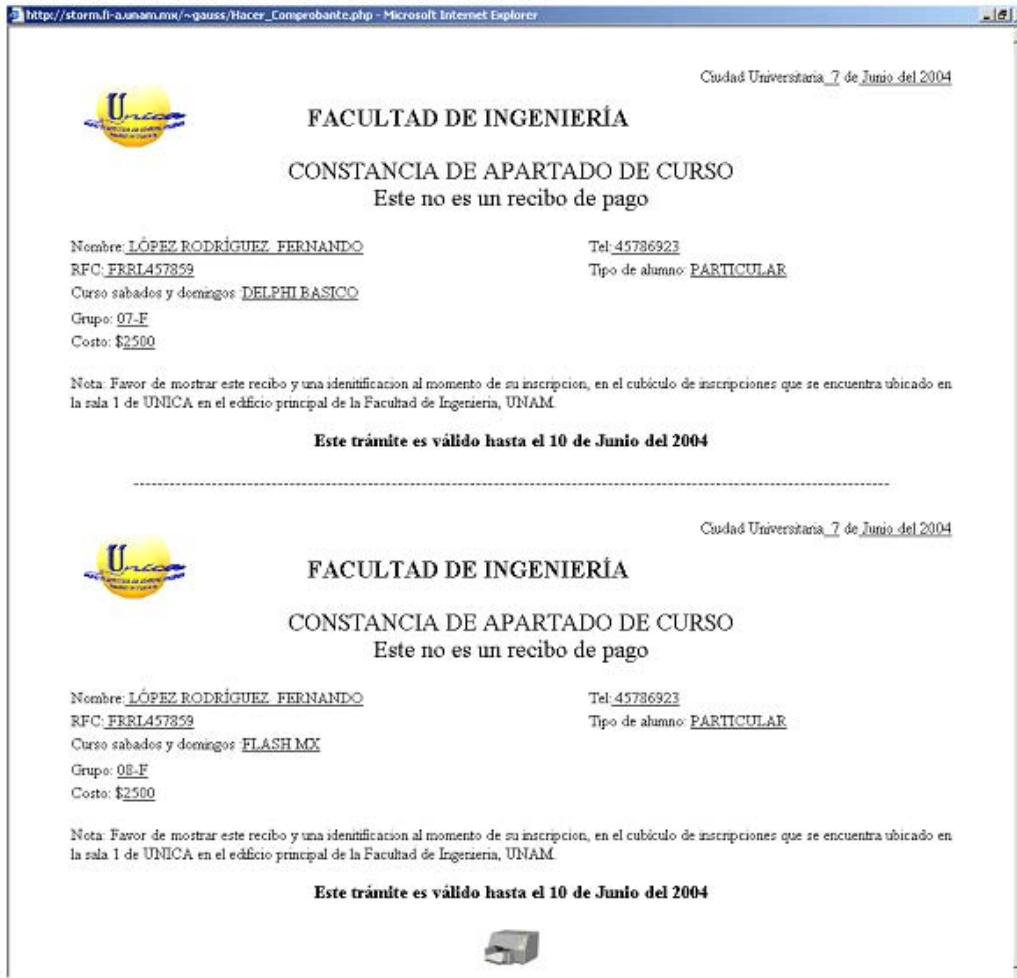 http://storm.fi-a.unam.mx/~gauss/Hacer_Comprobante.php - Microsoft Internet Explorer
Ciudad Universitaria 7 de Junio del 2004
Unica
FACULTAD DE INGENIERÍA
CONSTANCIA DE APARTADO DE CURSO
Este no es un recibo de pago
Nombre: LÓPEZ RODRÍGUEZ FERNANDO Tel: 45786923
RFC: FRRL457859 Tipo de alumno: PARTICULAR
Curso sabados y domingos :DELPHI BASICO
Grupo: 07-F
Costo: $2500
Nota: Favor de mostrar este recibo y una idenitificacion al momento de su inscripcion, en el cubículo de inscripciones que se encuentra ubicado en
la sala 1 de UNICA en el edificio principal de la Facultad de Ingenieria, UNAM.
Este trámite es válido hasta el 10 de Junio del 2004
Ciudad Universitaria 7 de Junio del 2004
Unica
FACULTAD DE INGENIERÍA
CONSTANCIA DE APARTADO DE CURSO
Este no es un recibo de pago
Nombre: LÓPEZ RODRÍGUEZ FERNANDO Tel: 45786923
RFC: FRRL457859 Tipo de alumno: PARTICULAR
Curso sabados y domingos :FLASH MX
Grupo: 08-F
Costo: $2500
Nota: Favor de mostrar este recibo y una idenitificacion al momento de su inscripcion, en el cubículo de inscripciones que se encuentra ubicado en
la sala 1 de UNICA en el edificio principal de la Facultad de Ingenieria, UNAM.
Este trámite es válido hasta el 10 de Junio del 2004